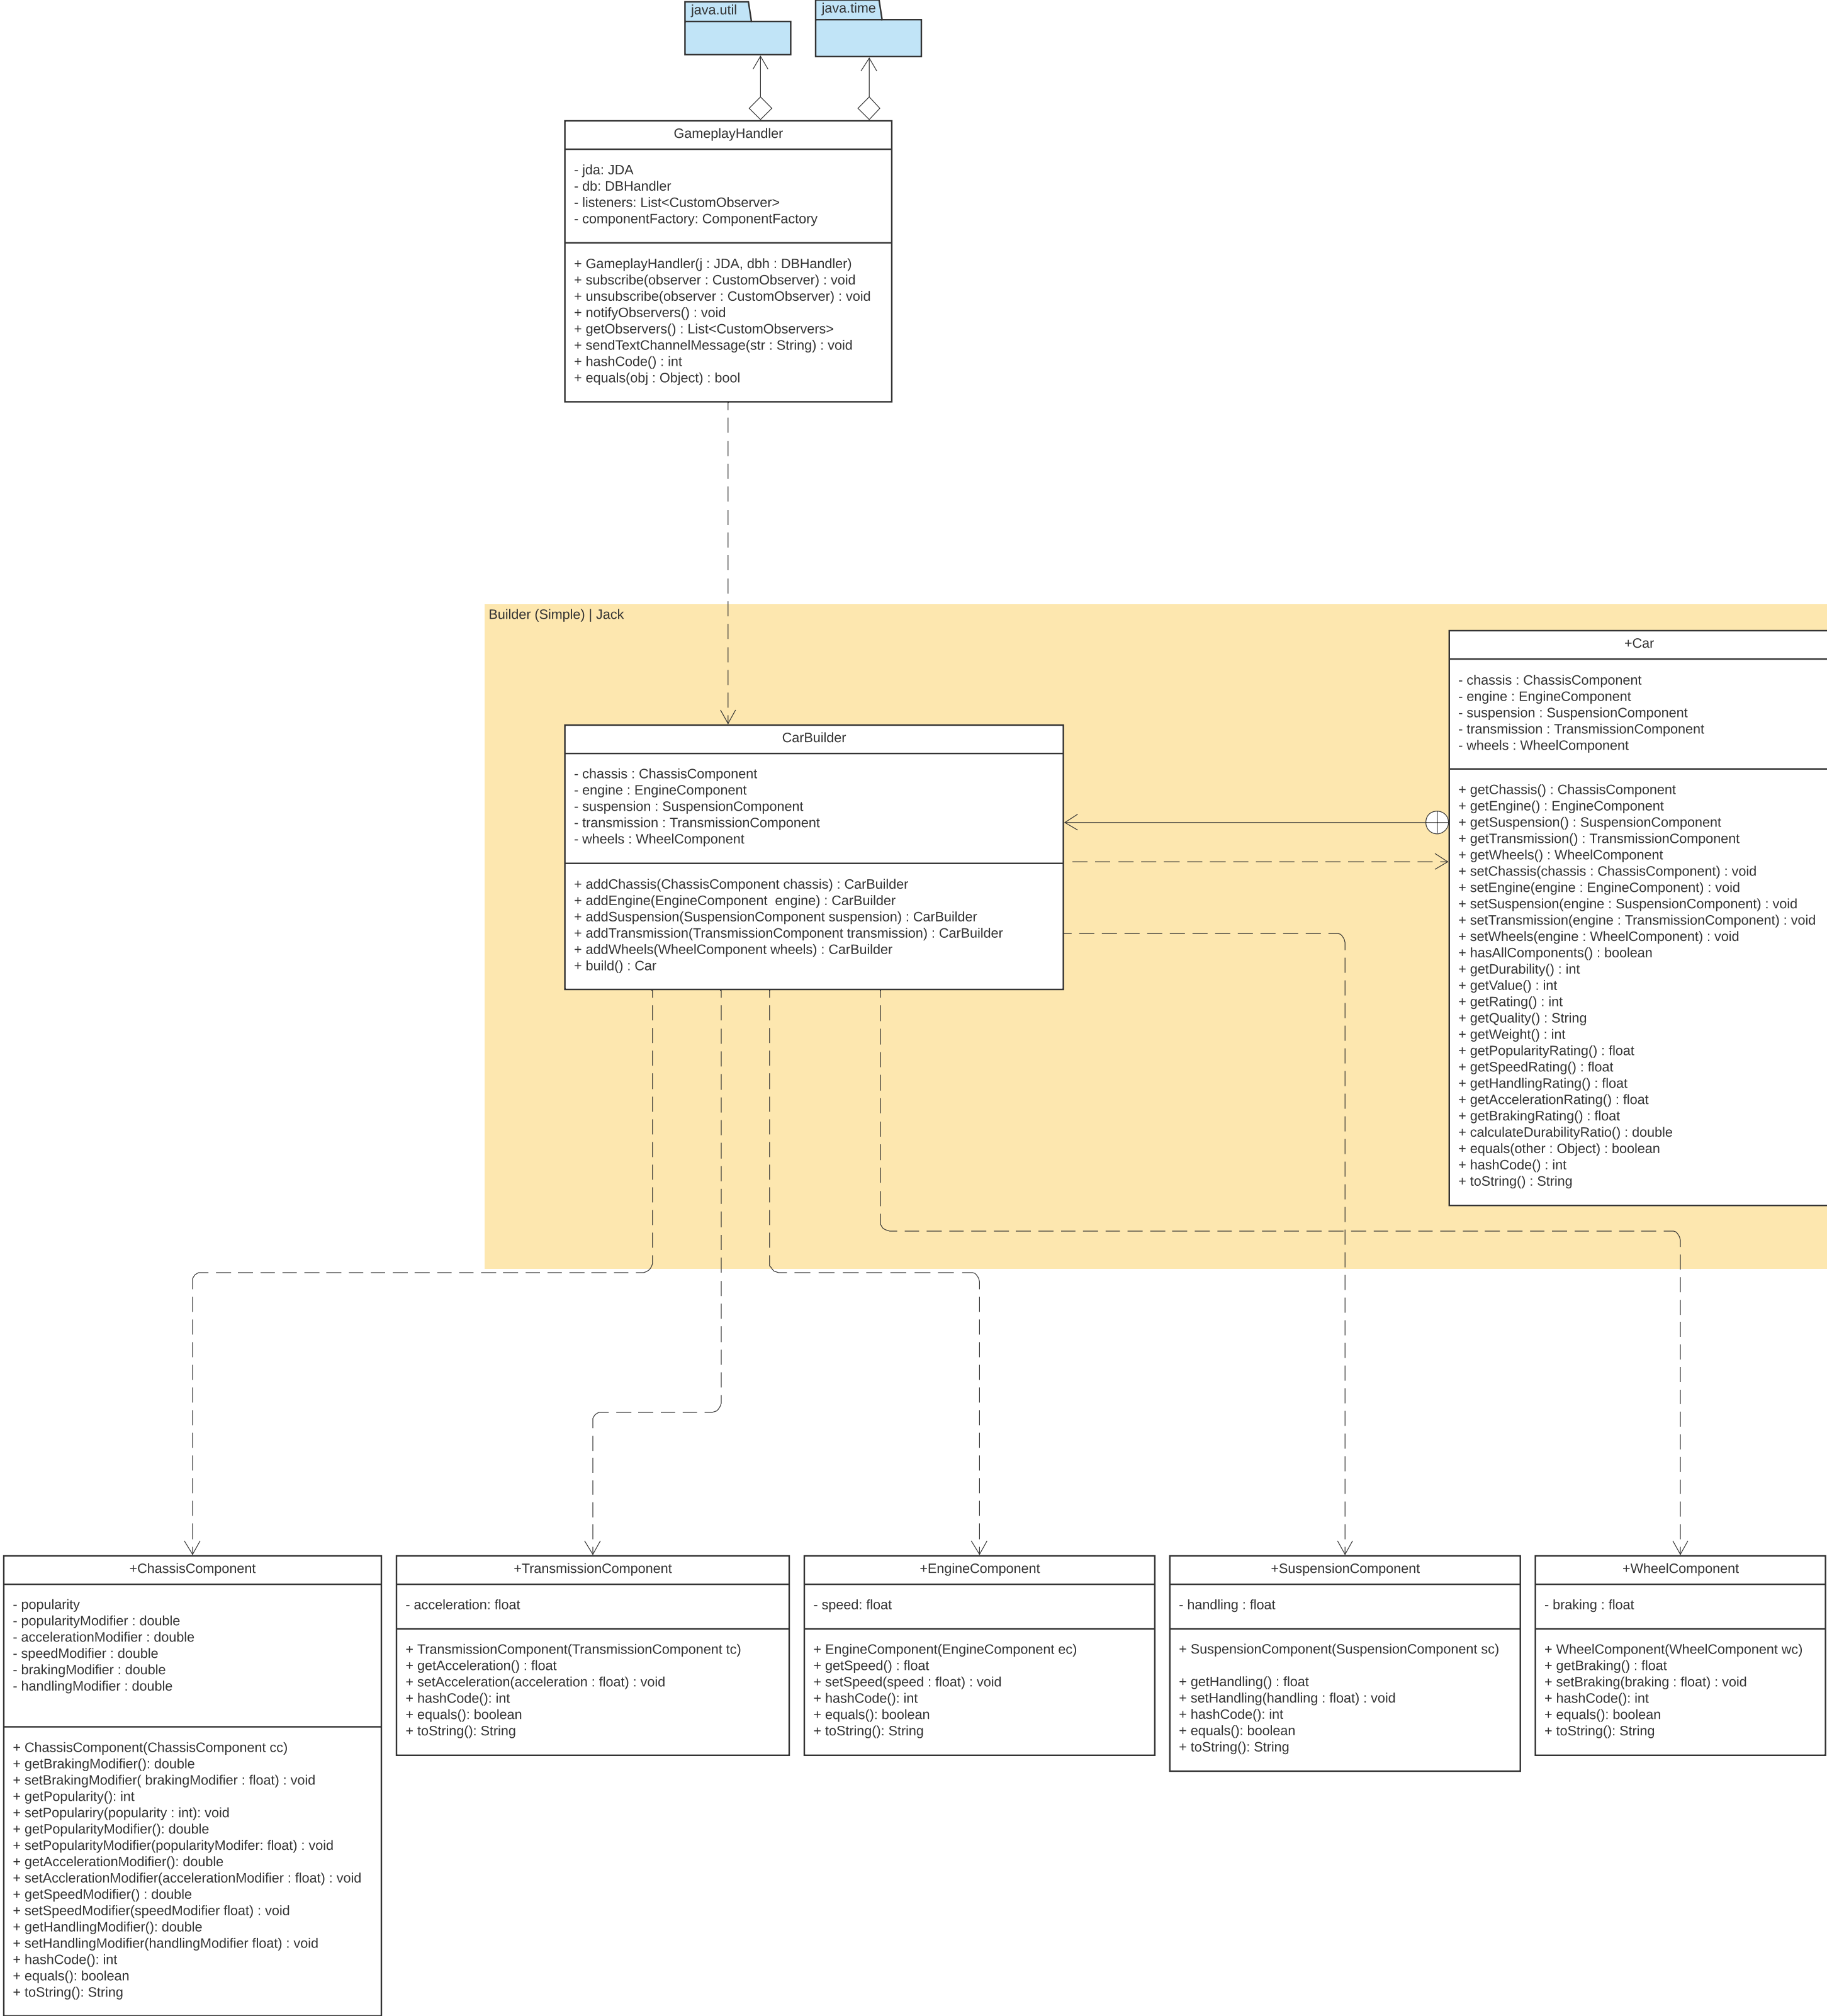 java.util
java.time
GameplayHandler
- jda: JDA
- db: DBHandler
- listeners: List<CustomObserver>
- componentFactory: ComponentFactory
+ GameplayHandler(j : JDA, dbh : DBHandler)
+ subscribe(observer : CustomObserver) : void
+ unsubscribe(observer : CustomObserver) : void
+ notifyObservers() : void
+ getObservers() : List<CustomObservers>
+ sendTextChannelMessage(str : String) : void
+ hashCode() : int
+ equals(obj : Object) : bool
Builder (Simple) | Jack
CarBuilder
- chassis : ChassisComponent
- engine : EngineComponent
- suspension : SuspensionComponent
- transmission : TransmissionComponent
- wheels : WheelComponent
+ addChassis(ChassisComponent chassis) : CarBuilder
+ addEngine(EngineComponent  engine) : CarBuilder
+ addSuspension(SuspensionComponent suspension) : CarBuilder
+ addTransmission(TransmissionComponent transmission) : CarBuilder
+ addWheels(WheelComponent wheels) : CarBuilder
+ build() : Car
+Car
- chassis : ChassisComponent
- engine : EngineComponent
- suspension : SuspensionComponent
- transmission : TransmissionComponent
- wheels : WheelComponent
+ getChassis() : ChassisComponent
+ getEngine() : EngineComponent
+ getSuspension() : SuspensionComponent
+ getTransmission() : TransmissionComponent
+ getWheels() : WheelComponent
+ setChassis(chassis : ChassisComponent) : void
+ setEngine(engine : EngineComponent) : void
+ setSuspension(engine : SuspensionComponent) : void
+ setTransmission(engine : TransmissionComponent) : void
+ setWheels(engine : WheelComponent) : void
+ hasAllComponents() : boolean
+ getDurability() : int
+ getValue() : int
+ getRating() : int
+ getQuality() : String
+ getWeight() : int
+ getPopularityRating() : float
+ getSpeedRating() : float
+ getHandlingRating() : float
+ getAccelerationRating() : float
+ getBrakingRating() : float
+ calculateDurabilityRatio() : double
+ equals(other : Object) : boolean
+ hashCode() : int
+ toString() : String
+ChassisComponent
- popularity
- popularityModifier : double
- accelerationModifier : double
- speedModifier : double
- brakingModifier : double
- handlingModifier : double
+ ChassisComponent(ChassisComponent cc)
+ getBrakingModifier(): double
+ setBrakingModifier( brakingModifier : float) : void
+ getPopularity(): int
+ setPopulariry(popularity : int): void
+ getPopularityModifier(): double
+ setPopularityModifier(popularityModifer: float) : void
+ getAccelerationModifier(): double
+ setAcclerationModifier(accelerationModifier : float) : void
+ getSpeedModifier() : double
+ setSpeedModifier(speedModifier float) : void
+ getHandlingModifier(): double
+ setHandlingModifier(handlingModifier float) : void
+ hashCode(): int
+ equals(): boolean
+ toString(): String
+TransmissionComponent
- acceleration: float
+ TransmissionComponent(TransmissionComponent tc)
+ getAcceleration() : float
+ setAcceleration(acceleration : float) : void
+ hashCode(): int
+ equals(): boolean
+ toString(): String
+EngineComponent
- speed: float
+ EngineComponent(EngineComponent ec)
+ getSpeed() : float
+ setSpeed(speed : float) : void
+ hashCode(): int
+ equals(): boolean
+ toString(): String
+SuspensionComponent
- handling : float
+ SuspensionComponent(SuspensionComponent sc)
+ getHandling() : float
+ setHandling(handling : float) : void
+ hashCode(): int
+ equals(): boolean
+ toString(): String
+WheelComponent
- braking : float
+ WheelComponent(WheelComponent wc)
+ getBraking() : float
+ setBraking(braking : float) : void
+ hashCode(): int
+ equals(): boolean
+ toString(): String